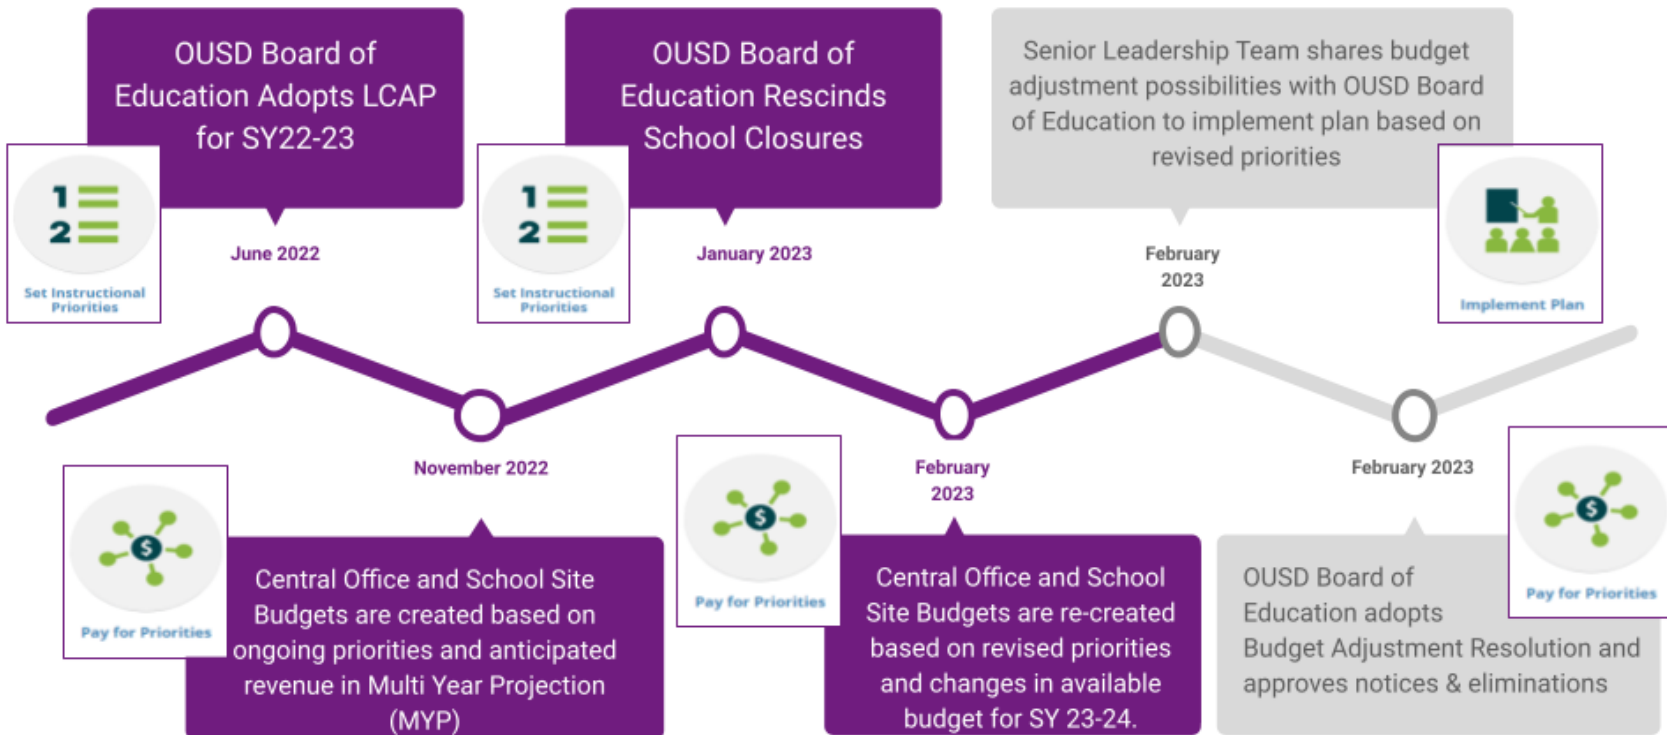 OUSD Board of
Education Adopts LCAP
for SY22-23
1
2
Set Instructional
Priorities
June 2022
OUSD Board of
Education Rescinds
School Closures
1
2
Set Instructional
Priorities
January 2023
Senior Leadership Team shares budget
adjustment possibilities with OUSD Board
of Education to implement plan based on
revised priorities
February
2023
Implement Plan
November 2022
$
Pay for Priorities
Central Office and School Site
Budgets are created based on
ongoing priorities and anticipated
revenue in Multi Year Projection
(MYP)
February
2023
$
Pay for Priorities
Central Office and School
Site Budgets are re-created
based on revised priorities
and changes in available
budget for SY 23-24.
February 2023
$
Pay for Priorities
OUSD Board of
Education adopts
Budget Adjustment Resolution and
approves notices & eliminations